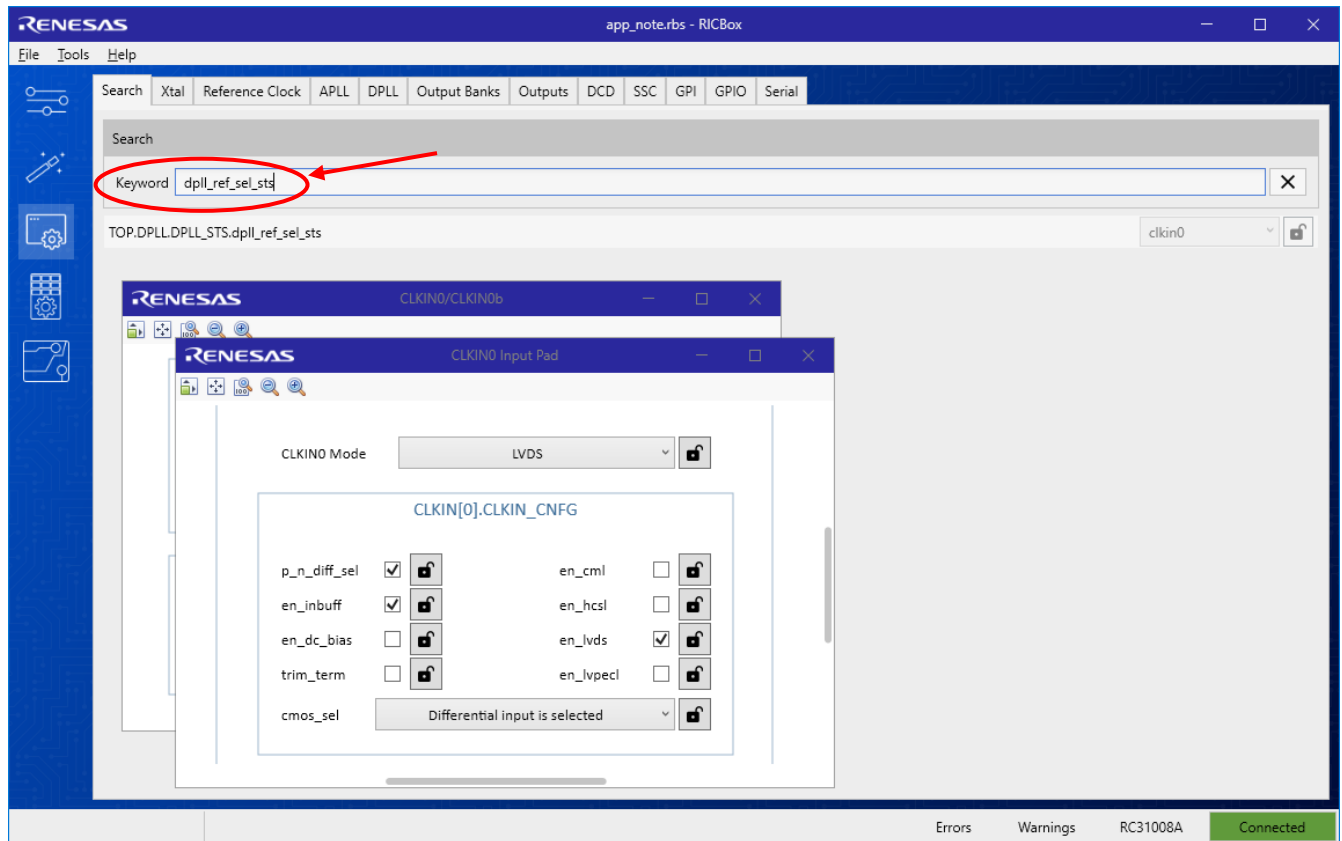 RENESAS app_note.rbs - RICBox
File Tools Help
Search Xtal Reference Clock APLL DPLL Output Banks Outputs DCD SSC GPI GPIO Serial
Search
Keyword dpll_ref_sel_sts
TOP.DPLL.DPLL_STS.dpll_ref_sel_sts clkin0
RENESAS CLKIN0/CLKIN0b
100
RENESAS CLKIN0 Input Pad
100
CLKIN0 Mode LVDS
CLKIN[0].CLKIN_CNFG
p_n_diff_sel en_cml
en_inbuff en_hcsl
en_dc_bias en_lvds
trim_term en_lvpecl
cmos_sel Differential input is selected
Errors Warnings RC31008A Connected